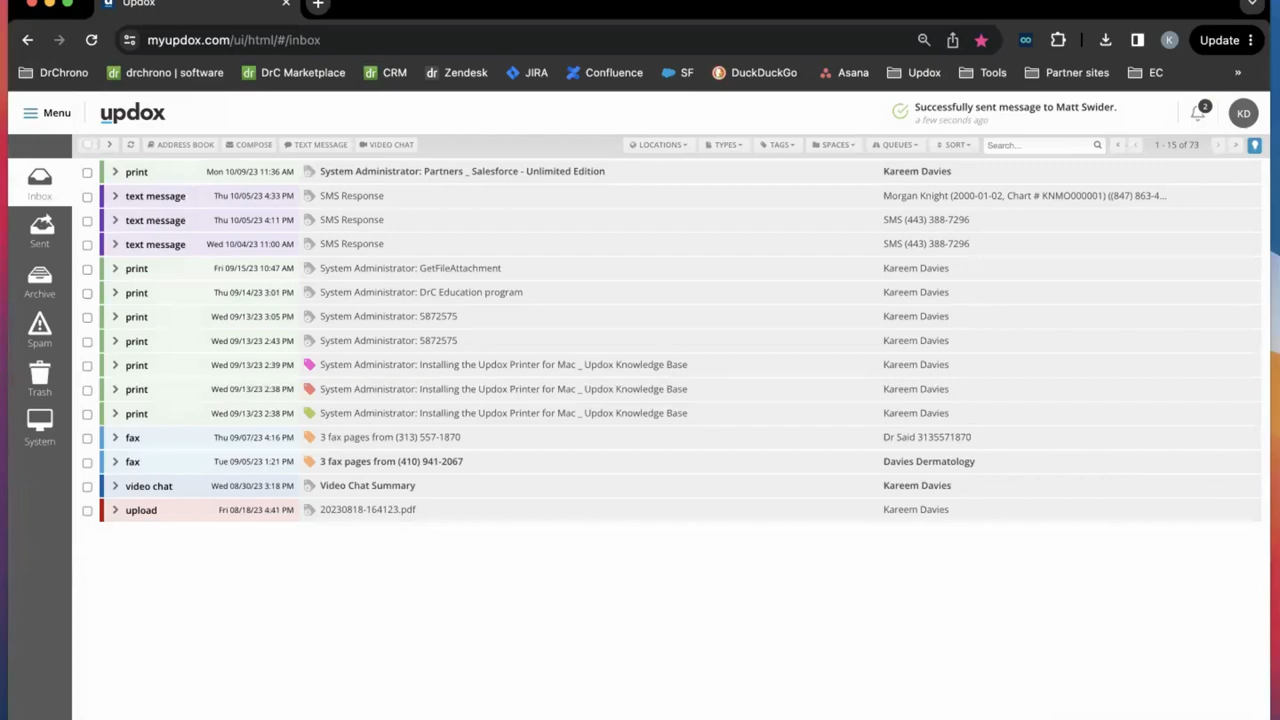 Updox
myupdox.com/ui/html/#/inbox
K
Update
DrChrono
dr drchrono | software
dr DrC Marketplace
dr CRM
Zendesk
JIRA
Confluence
SF
DuckDuckGo
Asana
Updox
Tools
Partner sites
EC
»
Menu
updox
Successfully sent message to Matt Swider.
a few seconds ago
2
KD
ADDRESS BOOK
COMPOSE
TEXT MESSAGE
VIDEO CHAT
LOCATIONS
TYPES
TAGS
SPACES
QUEUES
SORT
Search...
1 - 15 of 73
Inbox
Sent
Archive
Spam
Trash
System
print Mon 10/09/23 11:36 AM System Administrator: Partners _ Salesforce - Unlimited Edition Kareem Davies
text message Thu 10/05/23 4:33 PM SMS Response Morgan Knight (2000-01-02, Chart # KNMO000001) ((847) 863-4...
text message Thu 10/05/23 4:11 PM SMS Response SMS (443) 388-7296
text message Wed 10/04/23 11:00 AM SMS Response SMS (443) 388-7296
print Fri 09/15/23 10:47 AM System Administrator: GetFileAttachment Kareem Davies
print Thu 09/14/23 3:01 PM System Administrator: DrC Education program Kareem Davies
print Wed 09/13/23 3:05 PM System Administrator: 5872575 Kareem Davies
print Wed 09/13/23 2:43 PM System Administrator: 5872575 Kareem Davies
print Wed 09/13/23 2:39 PM System Administrator: Installing the Updox Printer for Mac _ Updox Knowledge Base Kareem Davies
print Wed 09/13/23 2:38 PM System Administrator: Installing the Updox Printer for Mac _ Updox Knowledge Base Kareem Davies
print Wed 09/13/23 2:38 PM System Administrator: Installing the Updox Printer for Mac _ Updox Knowledge Base Kareem Davies
fax Thu 09/07/23 4:16 PM 3 fax pages from (313) 557-1870 Dr Said 3135571870
fax Tue 09/05/23 1:21 PM 3 fax pages from (410) 941-2067 Davies Dermatology
video chat Wed 08/30/23 3:18 PM Video Chat Summary Kareem Davies
upload Fri 08/18/23 4:41 PM 20230818-164123.pdf Kareem Davies